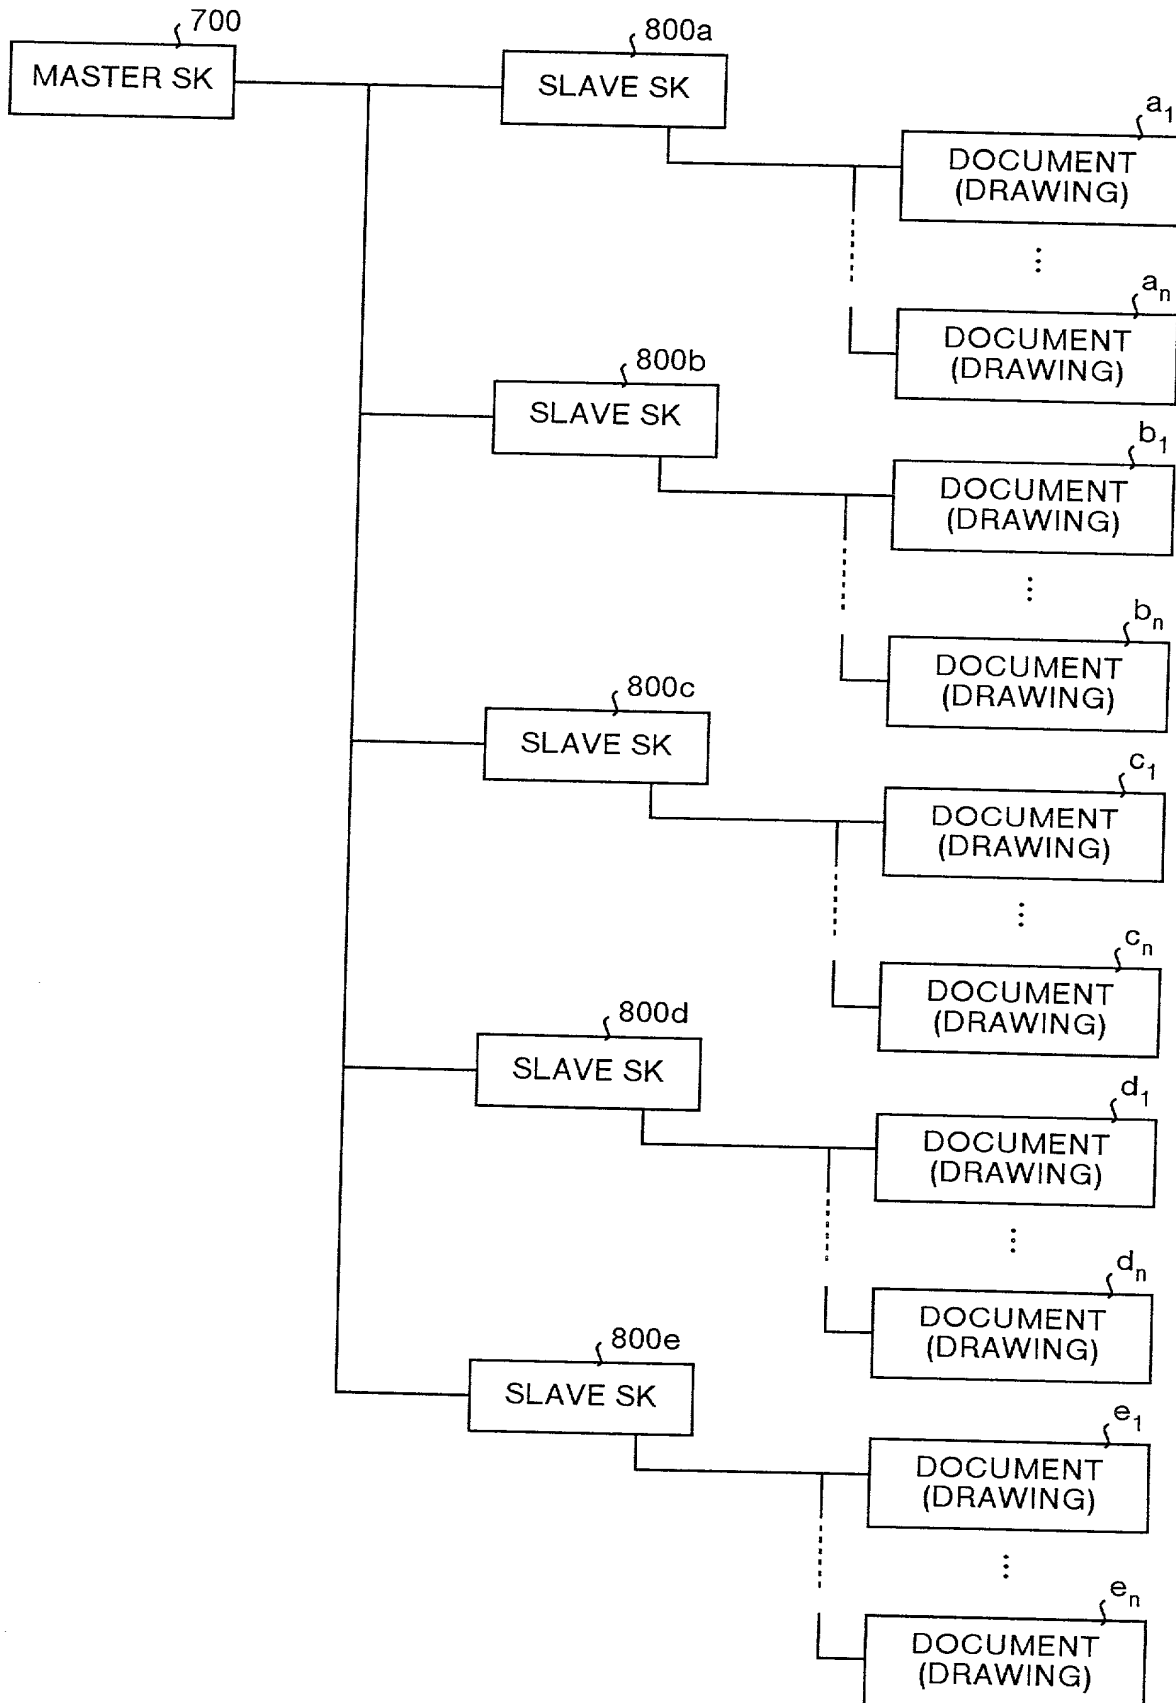 700
MASTER SK
800a
SLAVE SK
a1
DOCUMENT
(DRAWING)
an
DOCUMENT
(DRAWING)
800b
SLAVE SK
b1
DOCUMENT
(DRAWING)
bn
DOCUMENT
(DRAWING)
800c
SLAVE SK
c1
DOCUMENT
(DRAWING)
cn
DOCUMENT
(DRAWING)
800d
SLAVE SK
d1
DOCUMENT
(DRAWING)
dn
DOCUMENT
(DRAWING)
800e
SLAVE SK
e1
DOCUMENT
(DRAWING)
en
DOCUMENT
(DRAWING)